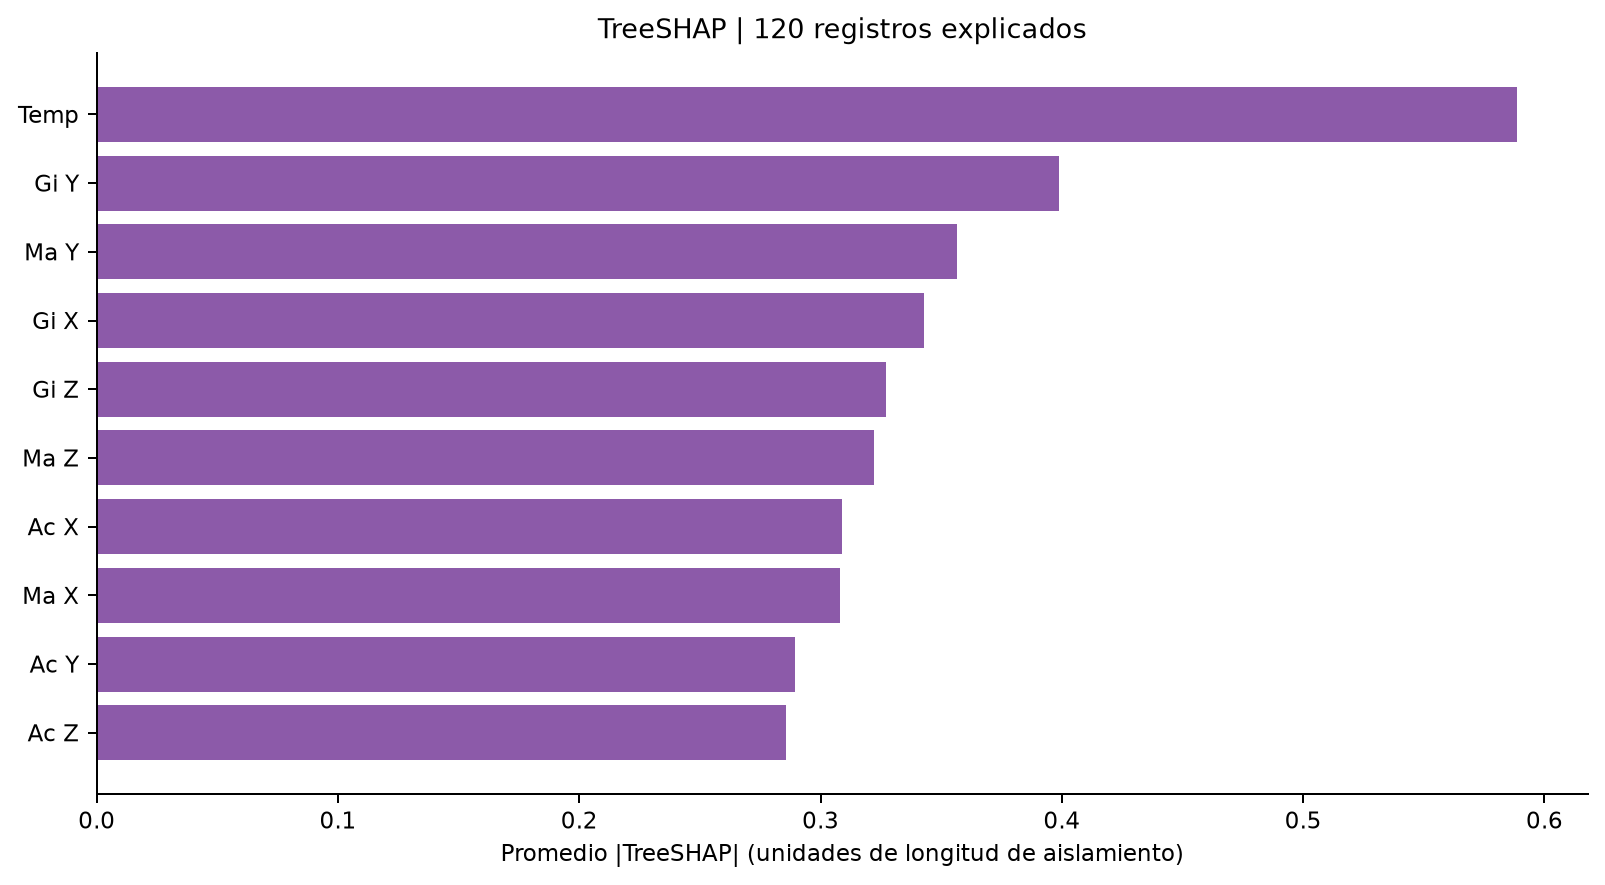 TreeSHAP | 120 registros explicados
Temp
Gi Y
Ma Y
Gi X
Gi Z
Ma Z
Ac X
Ma X
Ac Y
Ac Z
0.0 0.1 0.2 0.3 0.4 0.5 0.6
Promedio |TreeSHAP| (unidades de longitud de aislamiento)